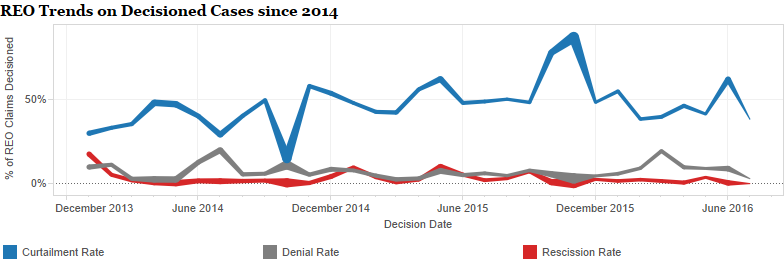 REO Trends on Decisioned Cases since 2014
% of REO Claims Decisioned
50%
0%
December 2013 June 2014 December 2014 June 2015 December 2015 June 2016
Decision Date
Curtailment Rate Denial Rate Rescission Rate